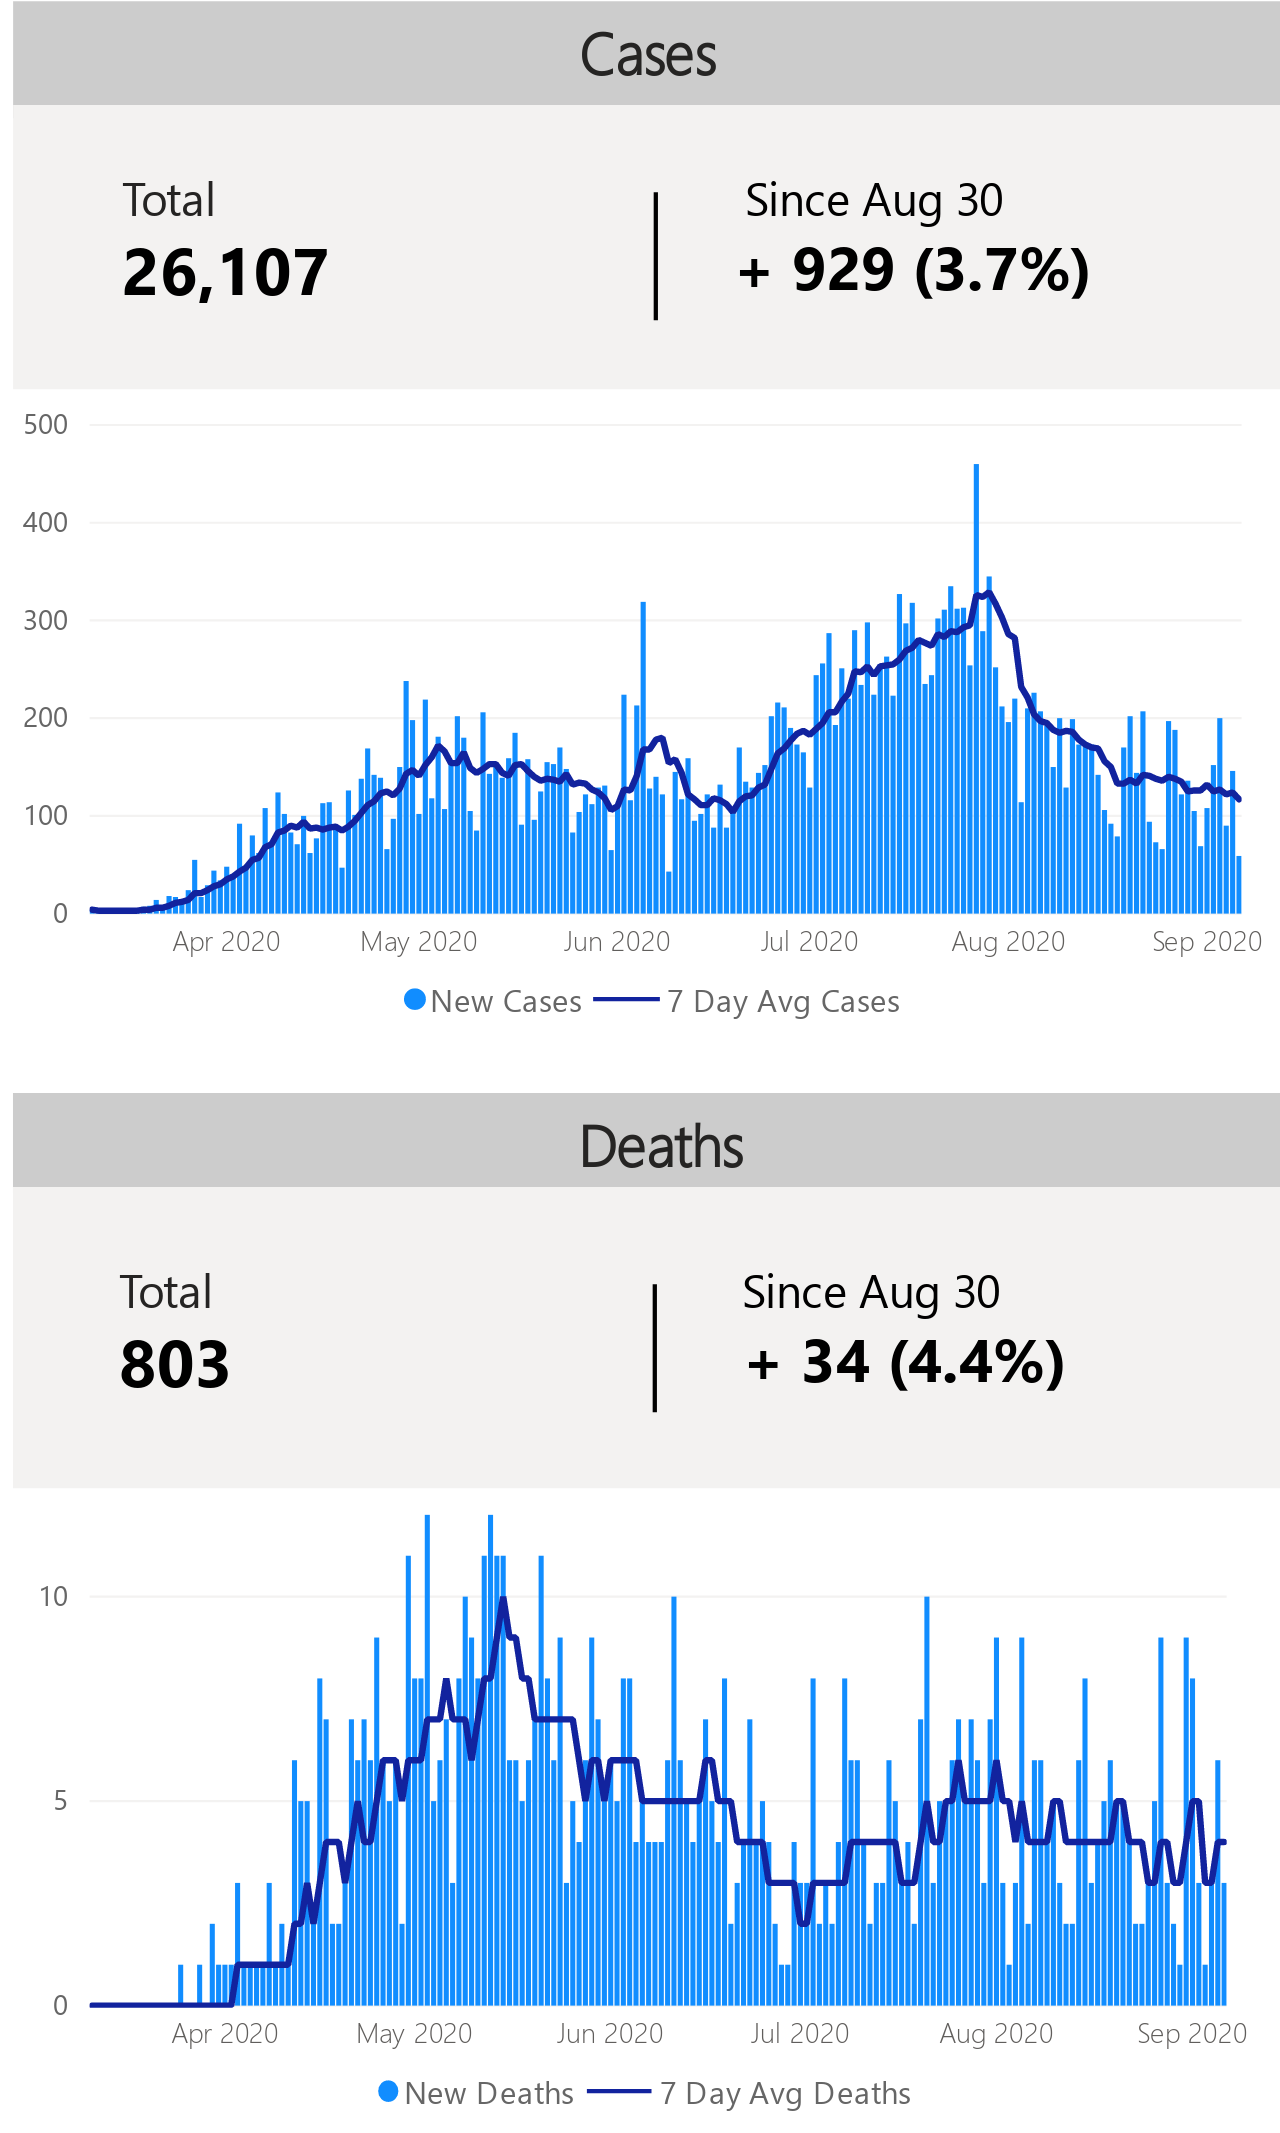 Cases
Total
Since Aug 30
26,107
+ 929 (3.7%)
500
400
300
200
100
0
Apr 2020
May 2020
Jun 2020
Jul 2020
Aug 2020
Sep 2020
New Cases
7 Day Avg Cases
Deaths
Total
Since Aug 30
803
+ 34 (4.4%)
10
5
0
Apr 2020
May 2020
Jun 2020
Jul 2020
Aug 2020
Sep 2020
New Deaths
7 Day Avg Deaths